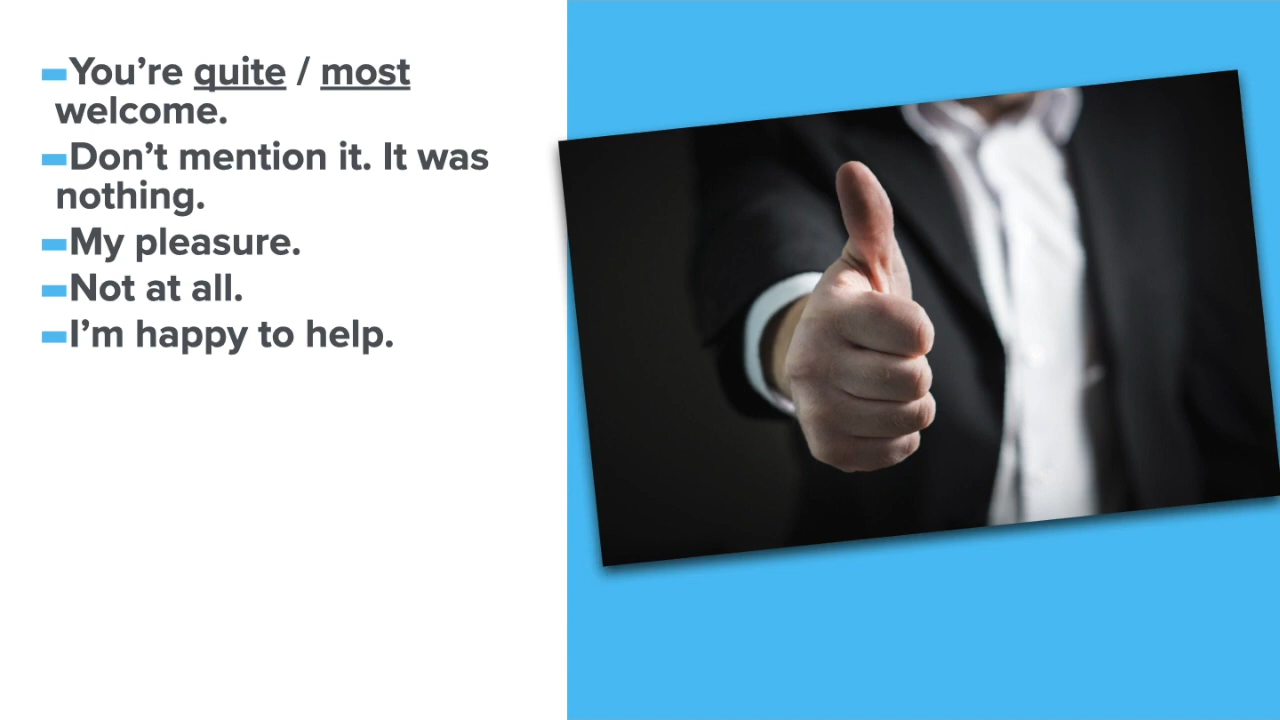 You’re quite / most
welcome.
Don’t mention it. It was
nothing.
My pleasure.
Not at all.
I’m happy to help.